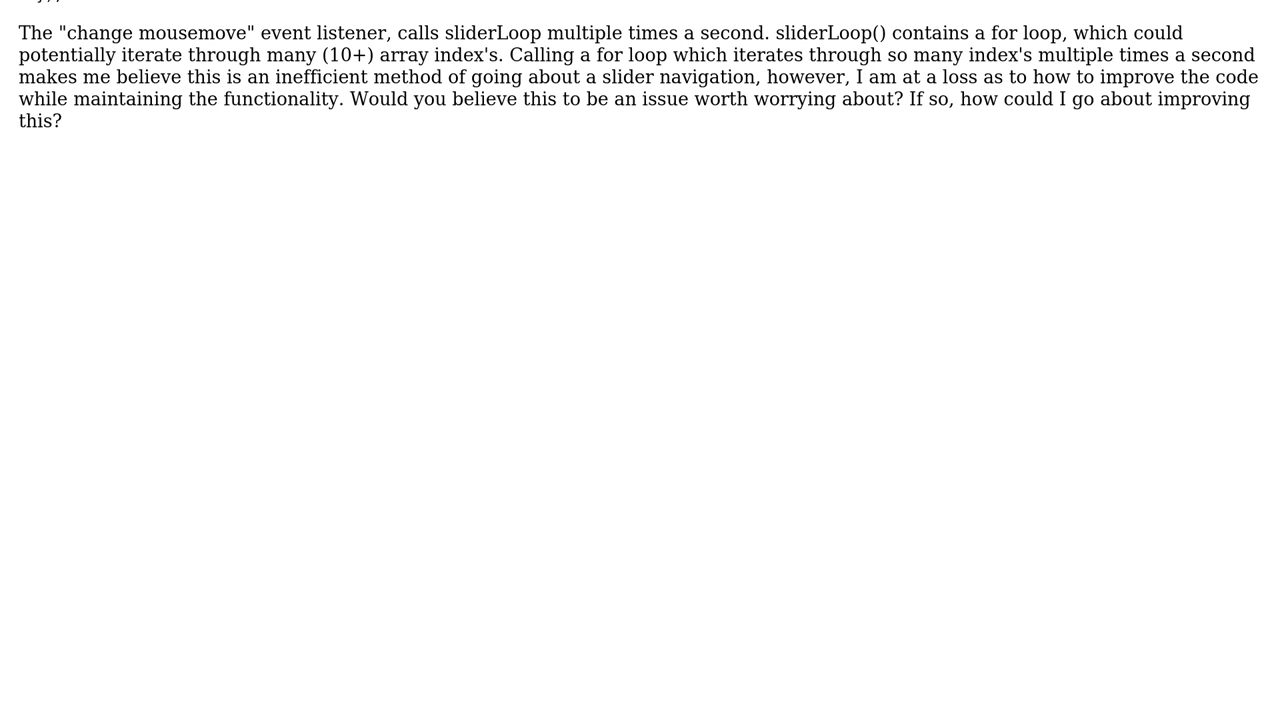 The "change mousemove" event listener, calls sliderLoop multiple times a second. sliderLoop() contains a for loop, which could
potentially iterate through many (10+) array index's. Calling a for loop which iterates through so many index's multiple times a second
makes me believe this is an inefficient method of going about a slider navigation, however, I am at a loss as to how to improve the code
while maintaining the functionality. Would you believe this to be an issue worth worrying about? If so, how could I go about improving
this?